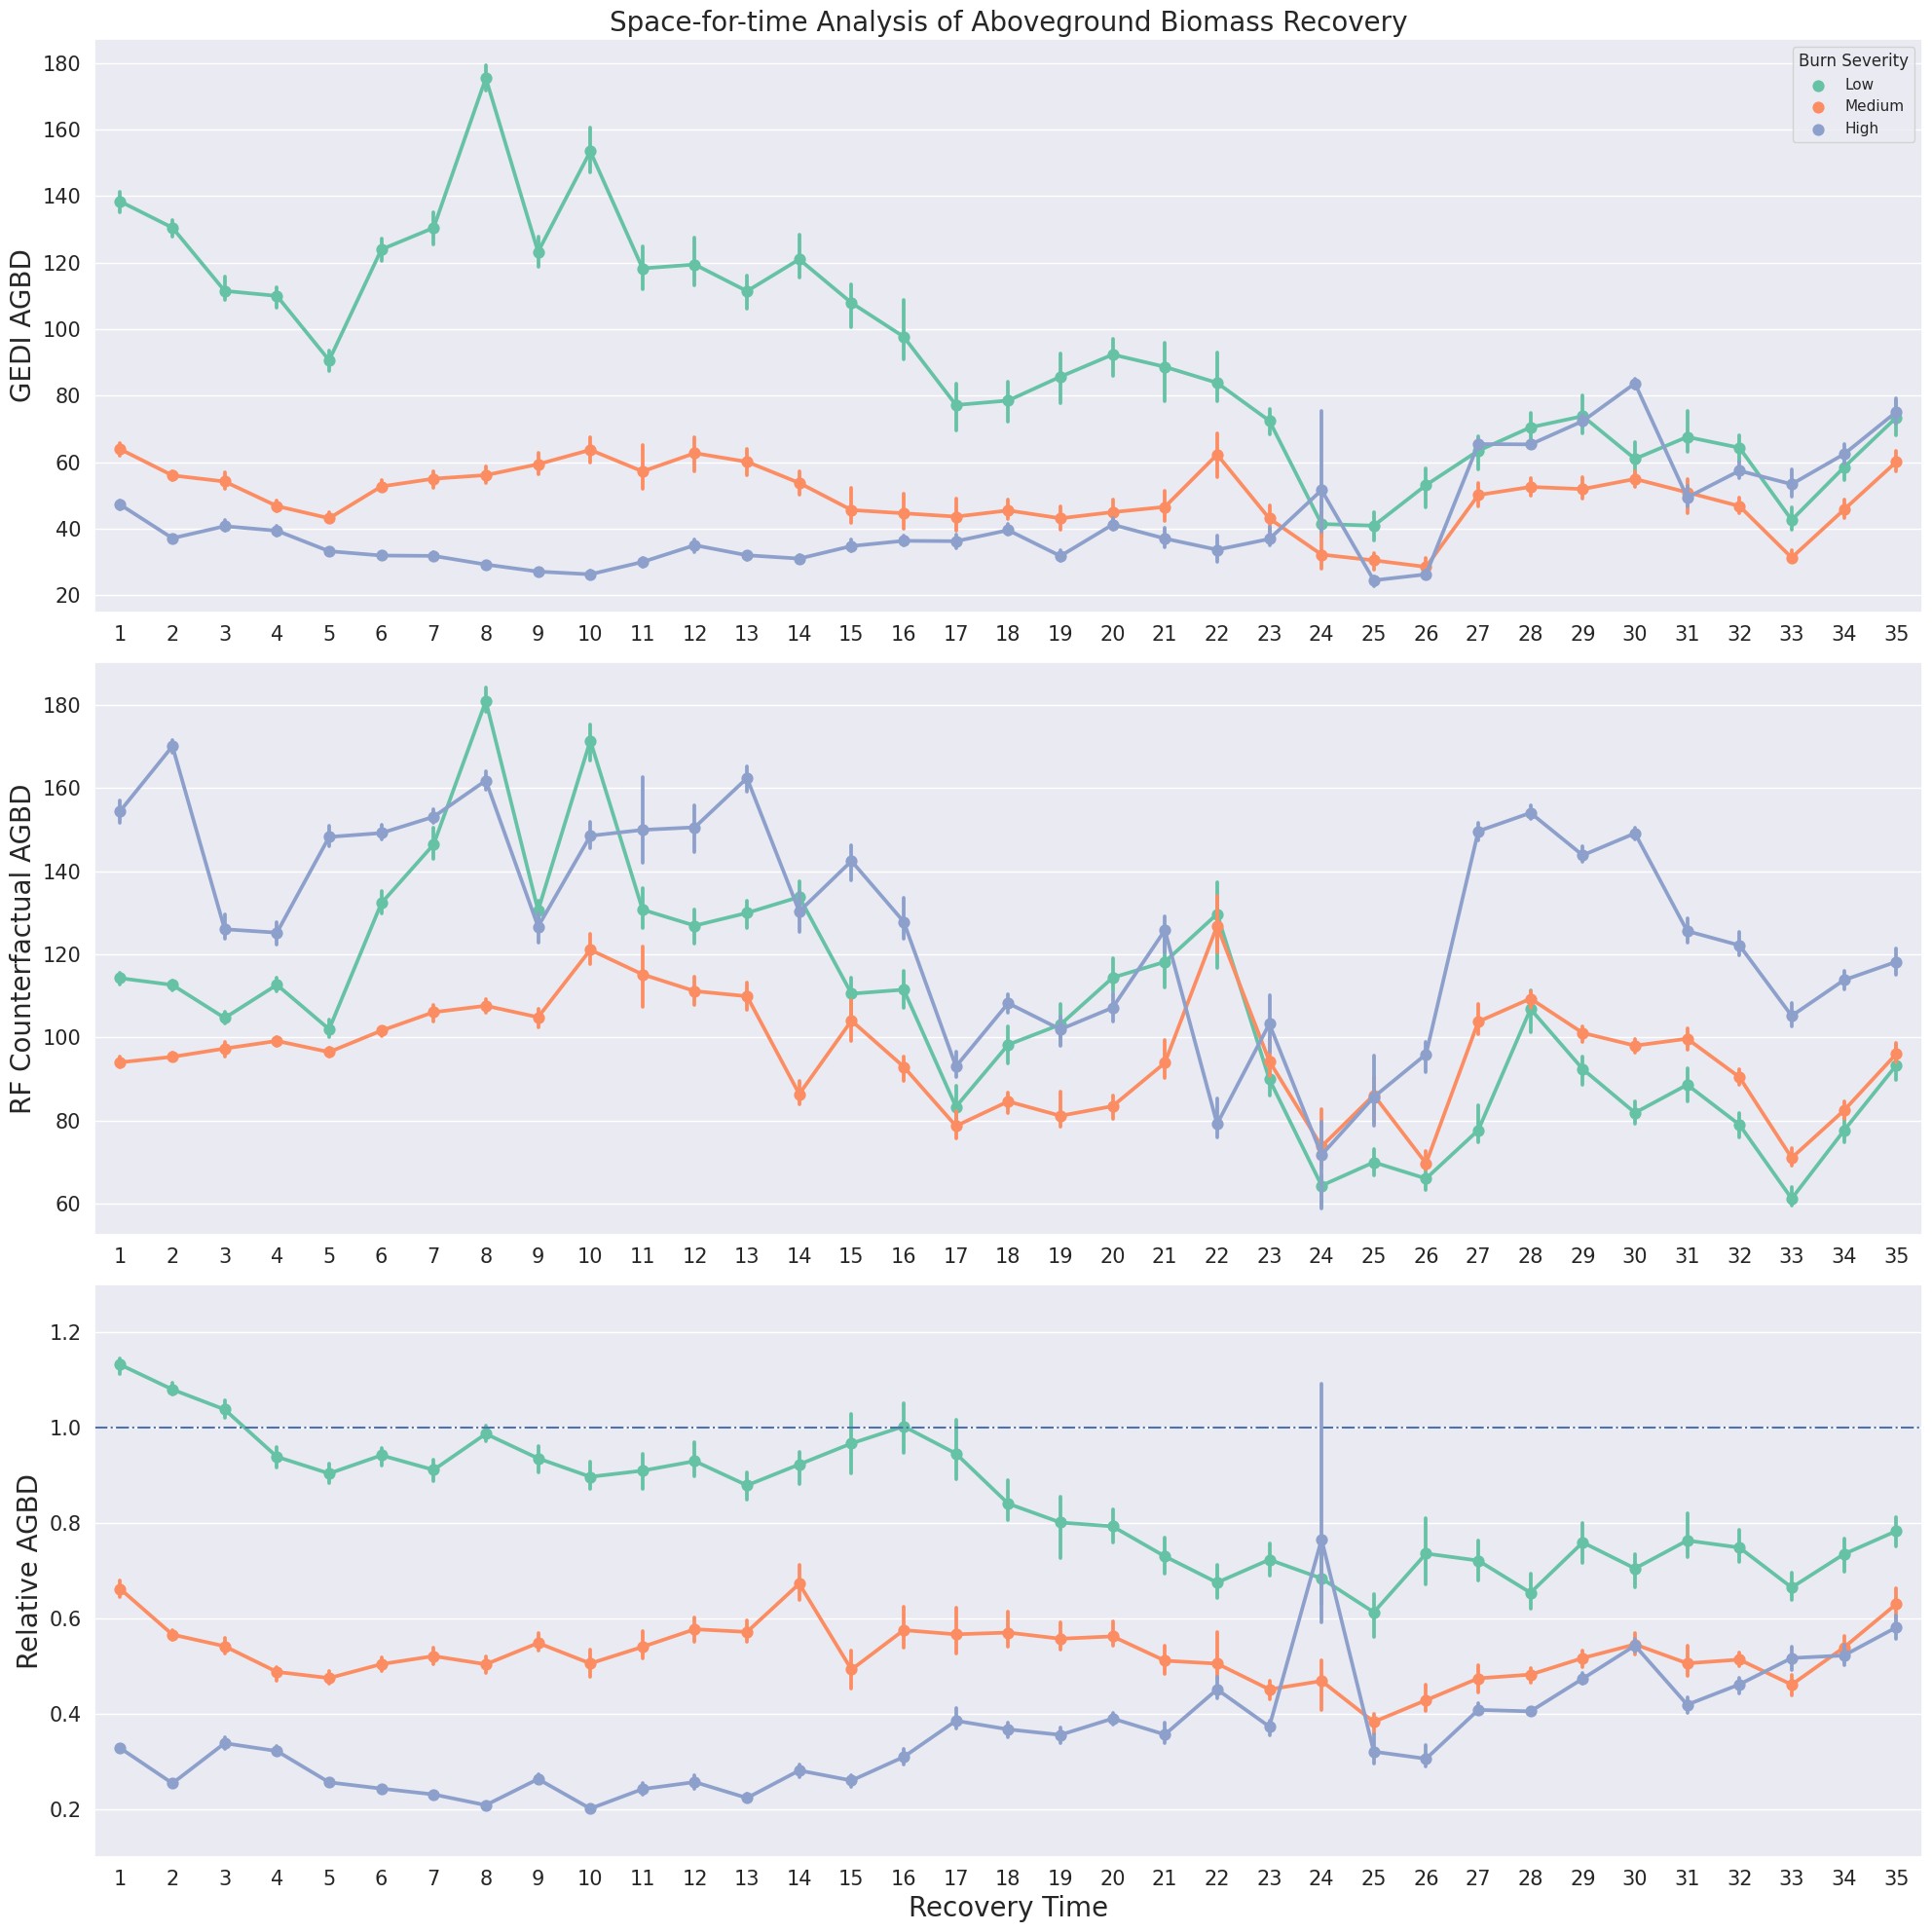 Space-for-time Analysis of Aboveground Biomass Recovery
GEDI AGBD
180
160
140
120
100
80
60
40
20
Burn Severity
Low
Medium
High
1 2 3 4 5 6 7 8 9 10 11 12 13 14 15 16 17 18 19 20 21 22 23 24 25 26 27 28 29 30 31 32 33 34 35
RF Counterfactual AGBD
180
160
140
120
100
80
60
1 2 3 4 5 6 7 8 9 10 11 12 13 14 15 16 17 18 19 20 21 22 23 24 25 26 27 28 29 30 31 32 33 34 35
Relative AGBD
1.2
1.0
0.8
0.6
0.4
0.2
1 2 3 4 5 6 7 8 9 10 11 12 13 14 15 16 17 18 19 20 21 22 23 24 25 26 27 28 29 30 31 32 33 34 35
Recovery Time